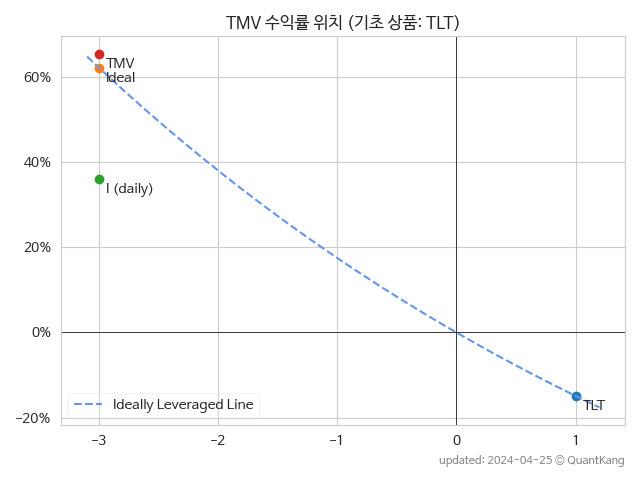 TMV 수익률 위치 (기초 상품: TLT)
60%
40%
20%
0%
−20%
TMV
Ideal
I (daily)
TLT
Ideally Leveraged Line
−3
−2
−1
0
1
updated: 2024-04-25 © QuantKang